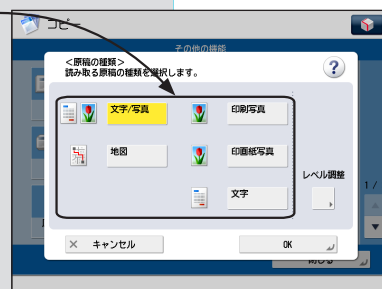 コピー
その他の機能
<原稿の種類>
読み取る原稿の種類を選択します。
?
文字/写真
印刷写真
地図
印画紙写真
文字
レベル調整
1/
× キャンセル
OK
閉じる